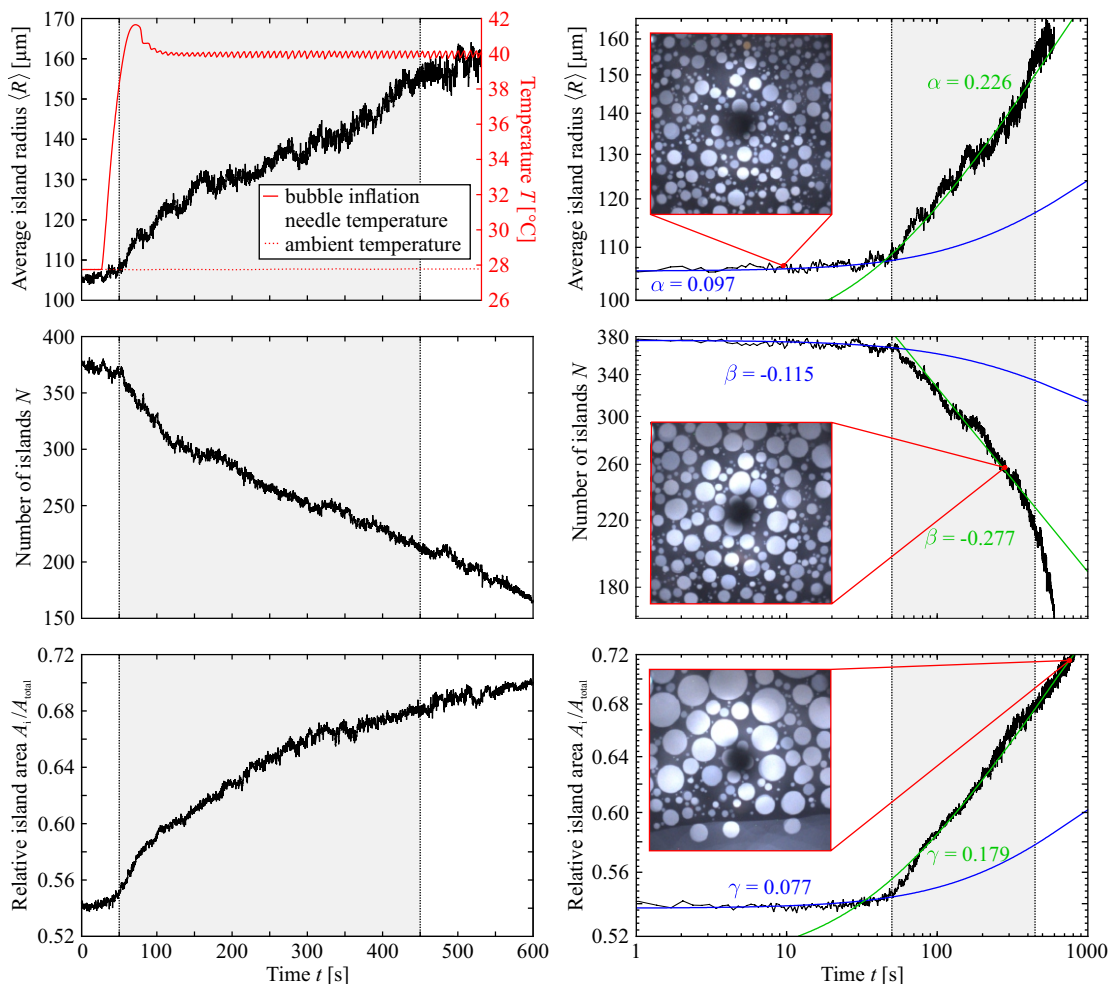 170
160
150
140
130
120
110
100
Average island radius ⟨R⟩ [µm]
42
40
38
36
34
32
30
28
26
Temperature T [°C]
bubble inflation
needle temperature
ambient temperature
160
150
140
130
120
110
100
Average island radius ⟨R⟩ [µm]
α = 0.226
α = 0.097
400
350
300
250
200
150
Number of islands N
380
340
300
260
220
180
Number of islands N
β = -0.115
β = -0.277
0.72
0.68
0.64
0.60
0.56
0.52
Relative island area Ai/Atotal
0 100 200 300 400 500 600
Time t [s]
0.72
0.68
0.64
0.60
0.56
0.52
Relative island area Ai/Atotal
γ = 0.077
γ = 0.179
1 10 100 1000
Time t [s]